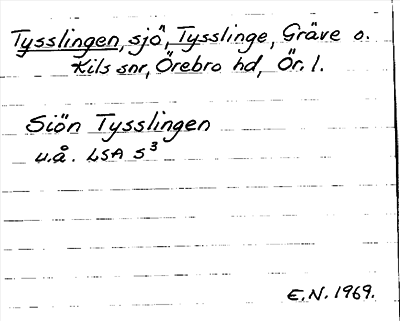 Tysslingen, sjö, Tysslinge, Gräve o.
Kils snr, Örebro hd, Ör. l.
Siön Tysslingen
u.å. LSA S³
E.N. 1969.